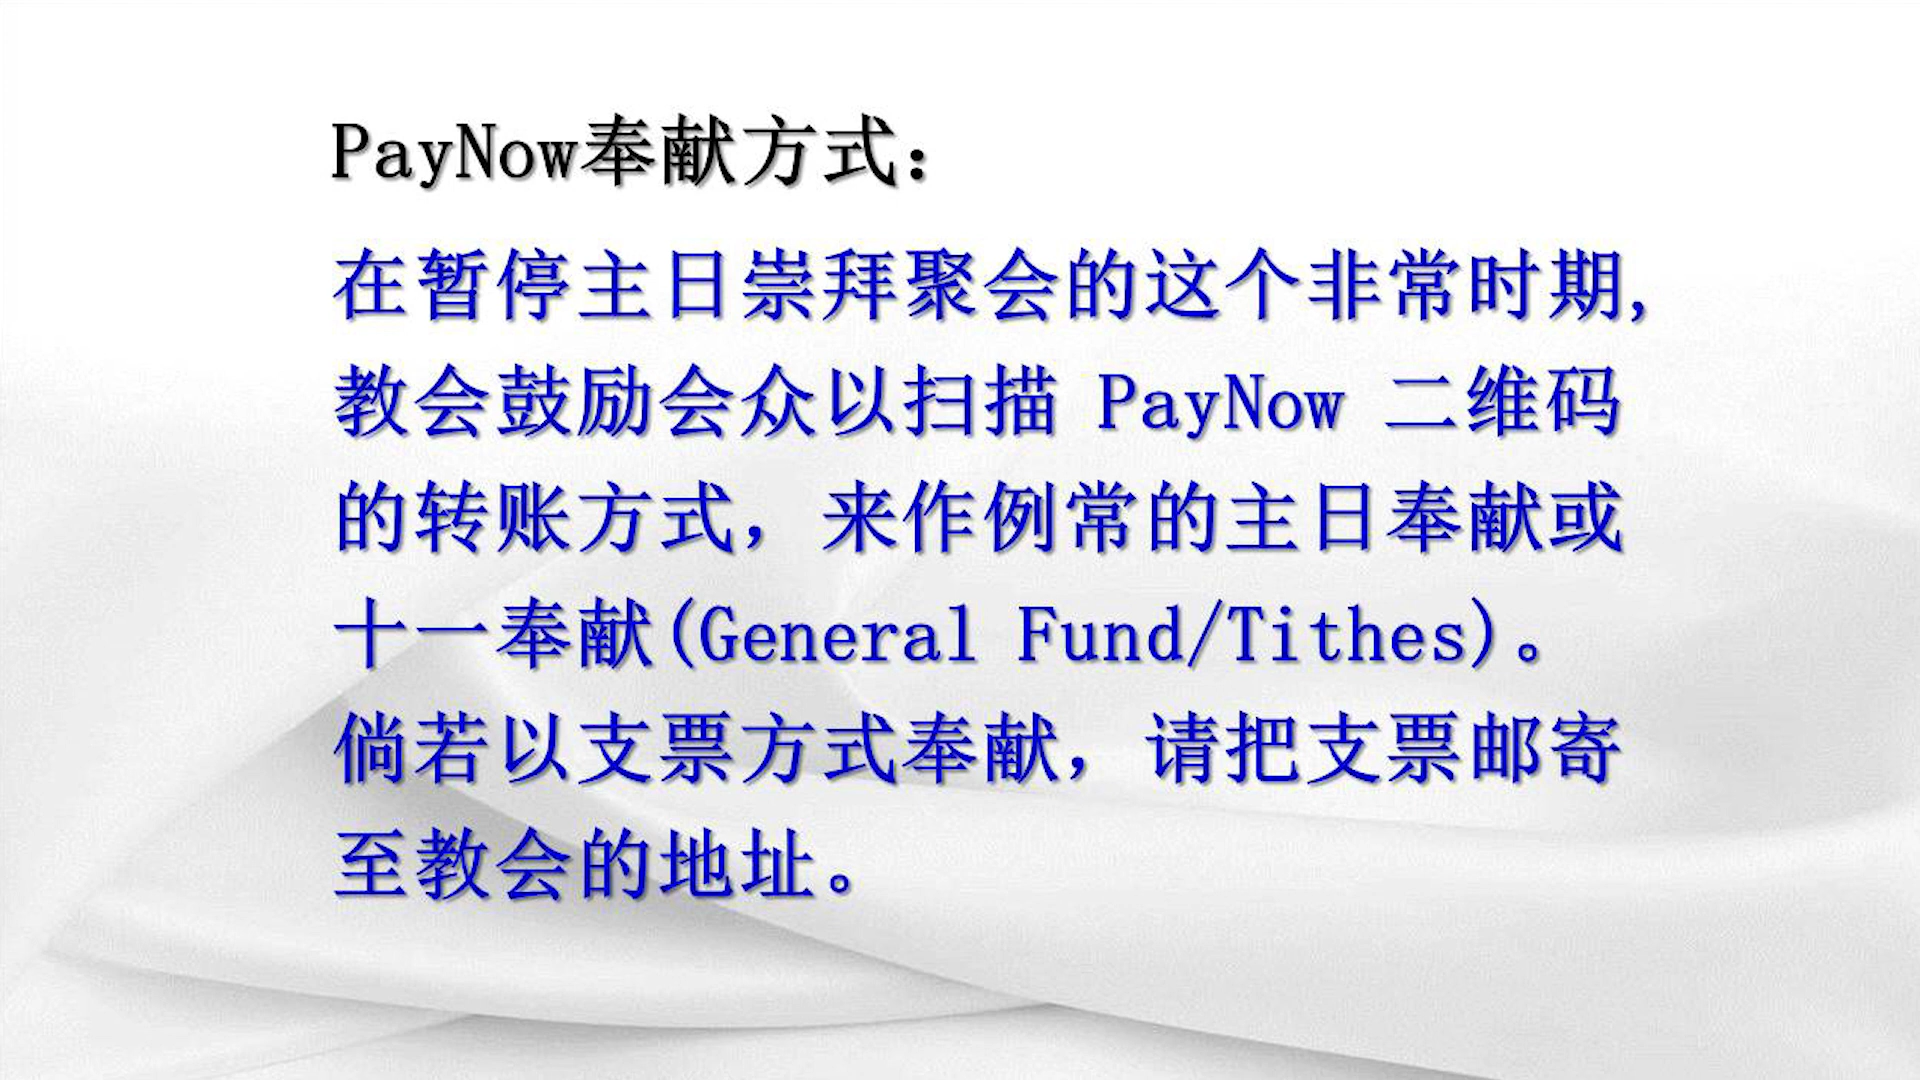 PayNow奉献方式：
在暂停主日崇拜聚会的这个非常时期,
教会鼓励会众以扫描 PayNow 二维码
的转账方式，来作例常的主日奉献或
十一奉献(General Fund/Tithes)。
倘若以支票方式奉献，请把支票邮寄
至教会的地址。